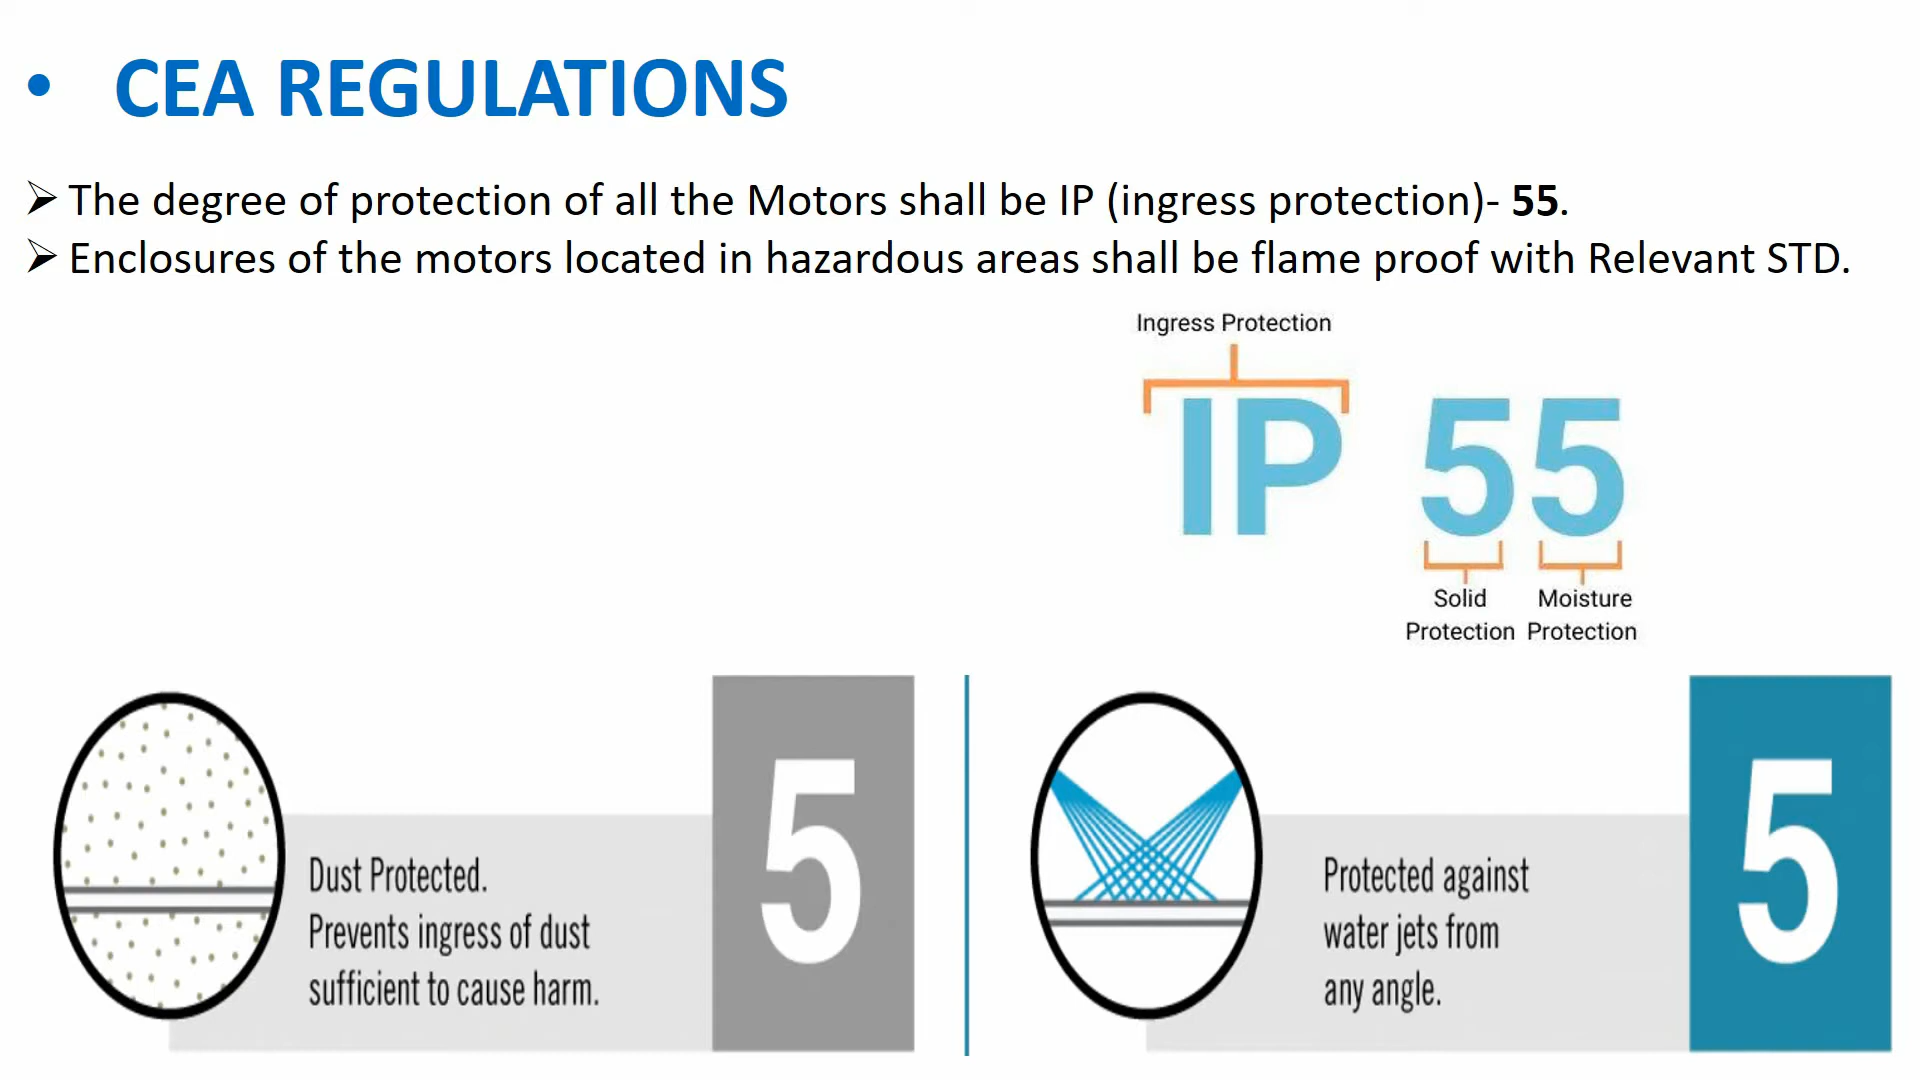 • CEA REGULATIONS
➢ The degree of protection of all the Motors shall be IP (ingress protection)- 55.
➢ Enclosures of the motors located in hazardous areas shall be flame proof with Relevant STD.
Ingress Protection
IP 55
Solid Protection
Moisture Protection
Dust Protected.
Prevents ingress of dust
sufficient to cause harm.
5
Protected against
water jets from
any angle.
5